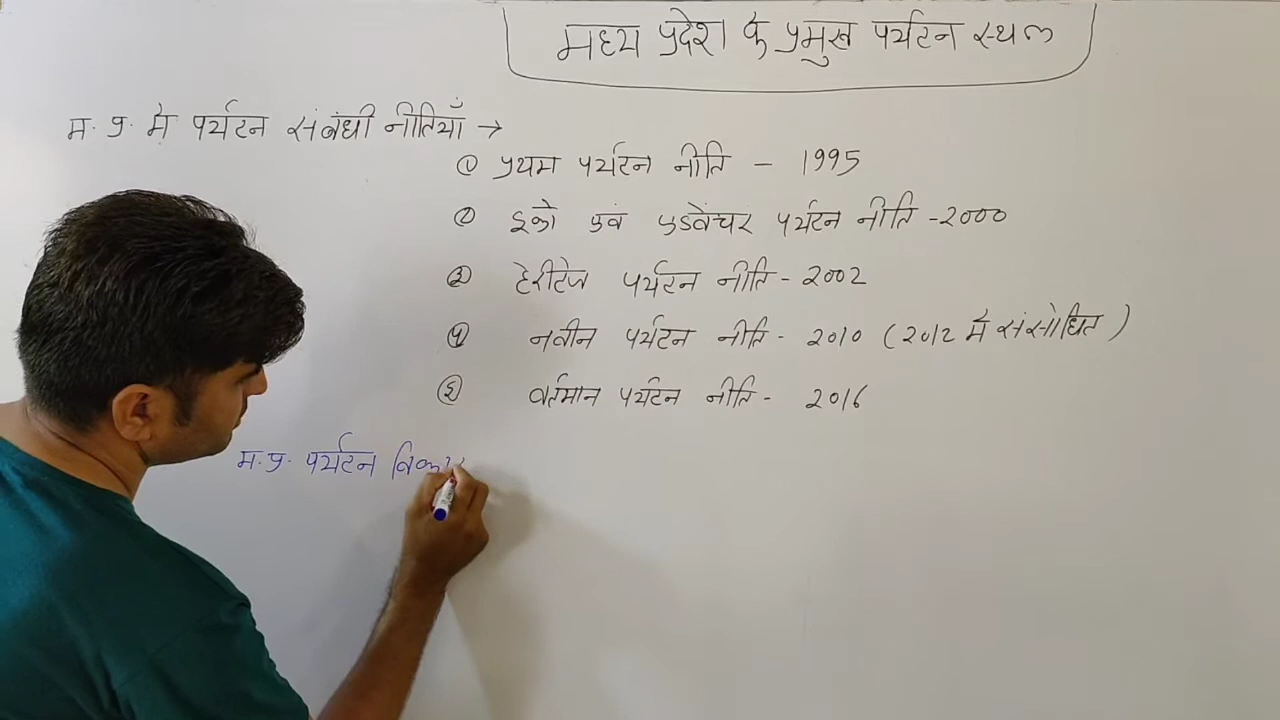 मध्य प्रदेश के प्रमुख पर्यटन स्थल
म. प्र. में पर्यटन संबंधी नीतियाँ →
① प्रथम पर्यटन नीति - 1995
② इको एवं एडवेंचर पर्यटन नीति - 2000
③ हेरीटेज पर्यटन नीति - 2002
④ नवीन पर्यटन नीति - 2010 (2012 में संसोधित)
⑤ वर्तमान पर्यटन नीति - 2016
म. प्र. पर्यटन